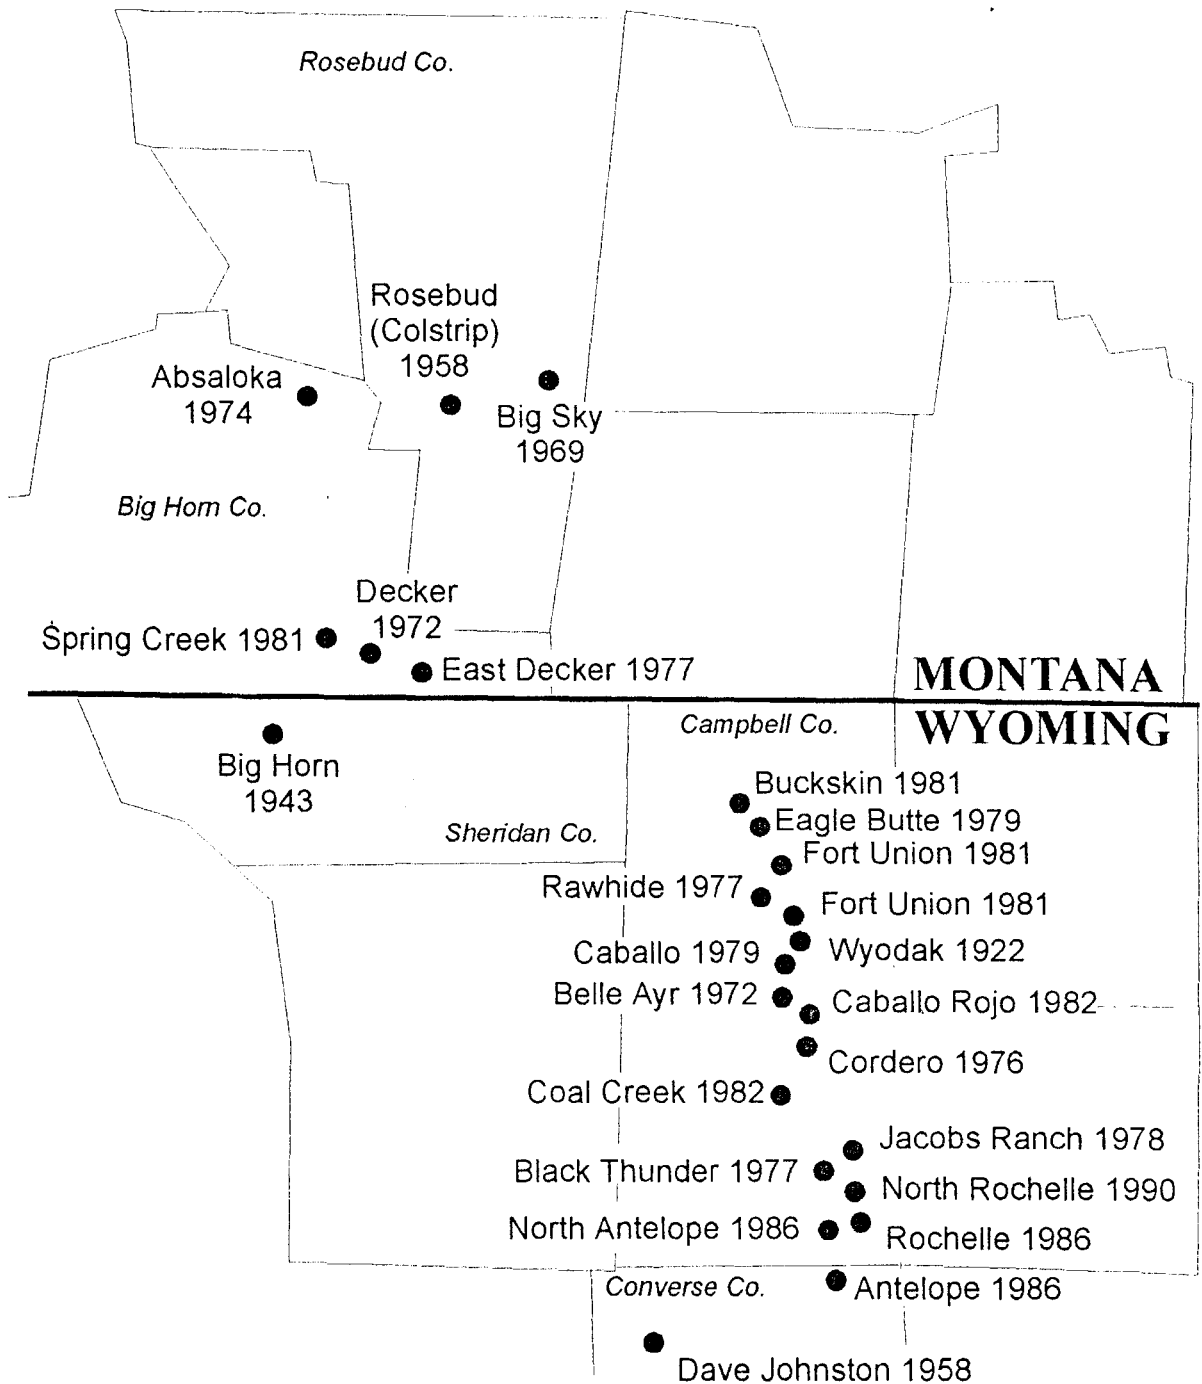 Rosebud Co.
Rosebud
(Colstrip)
1958
Absaloka
1974
Big Sky
1969
Big Horn Co.
Decker
1972
Spring Creek 1981
East Decker 1977
MONTANA
WYOMING
Campbell Co.
Big Horn
1943
Sheridan Co.
Buckskin 1981
Eagle Butte 1979
Fort Union 1981
Rawhide 1977
Fort Union 1981
Caballo 1979
Wyodak 1922
Belle Ayr 1972
Caballo Rojo 1982
Cordero 1976
Coal Creek 1982
Jacobs Ranch 1978
Black Thunder 1977
North Rochelle 1990
North Antelope 1986
Rochelle 1986
Converse Co.
Antelope 1986
Dave Johnston 1958